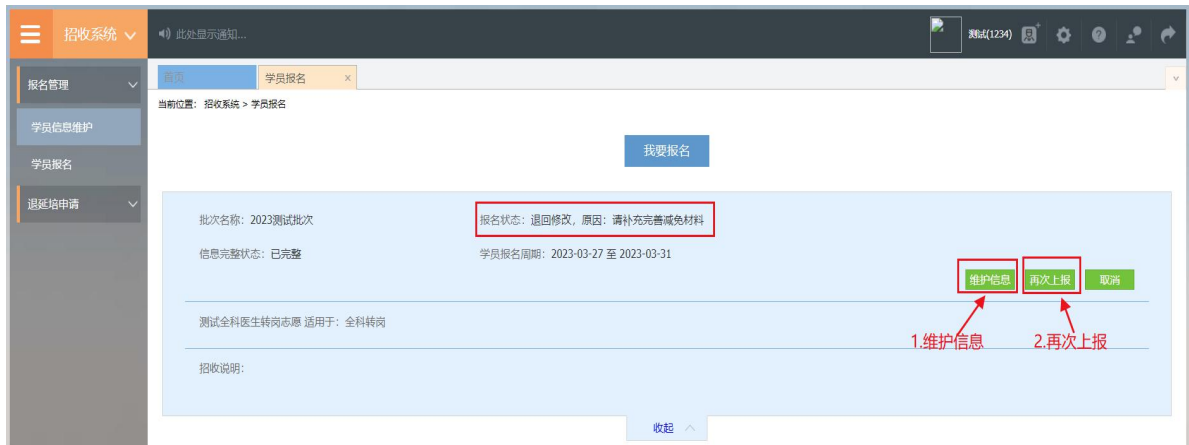 招收系统
此处显示通知...
测试(1234)
报名管理
学员信息维护
学员报名
退延培申请
首页
学员报名 ×
当前位置： 招收系统 > 学员报名
我要报名
批次名称：2023测试批次
报名状态：退回修改，原因：请补充完善减免材料
信息完整状态：已完整
学员报名周期：2023-03-27 至 2023-03-31
维护信息 再次上报 取消
1.维护信息 2.再次上报
测试全科医生转岗志愿 适用于：全科转岗
招收说明：
收起